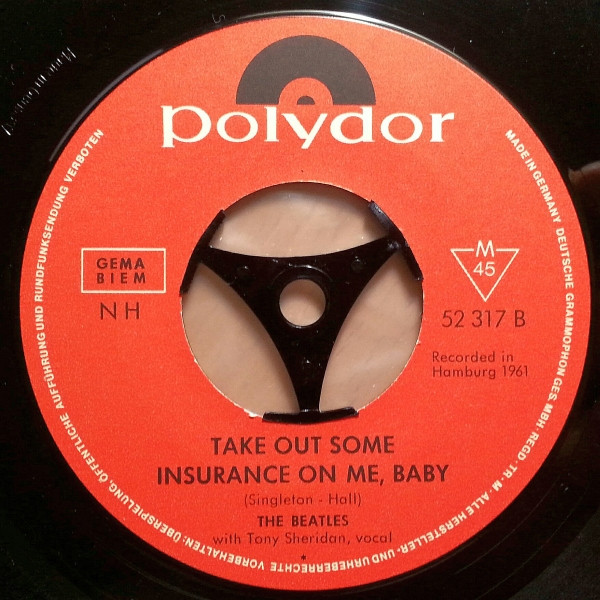 polydor
GEMA
BIEM
NH
M
45
52 317 B
Recorded in
Hamburg 1961
TAKE OUT SOME
INSURANCE ON ME, BABY
(Singleton - Hall)
THE BEATLES
with Tony Sheridan, vocal
*
MADE IN GERMANY DEUTSCHE GRAMMOPHON GES. MBH · REGD · TR · M · ALLE HERSTELLER- UND URHEBERRECHTE VORBEHALTEN: ÜBERSPIELUNG, ÖFFENTLICHE AUFFÜHRUNG UND RUNDFUNKSENDUNG VERBOTEN